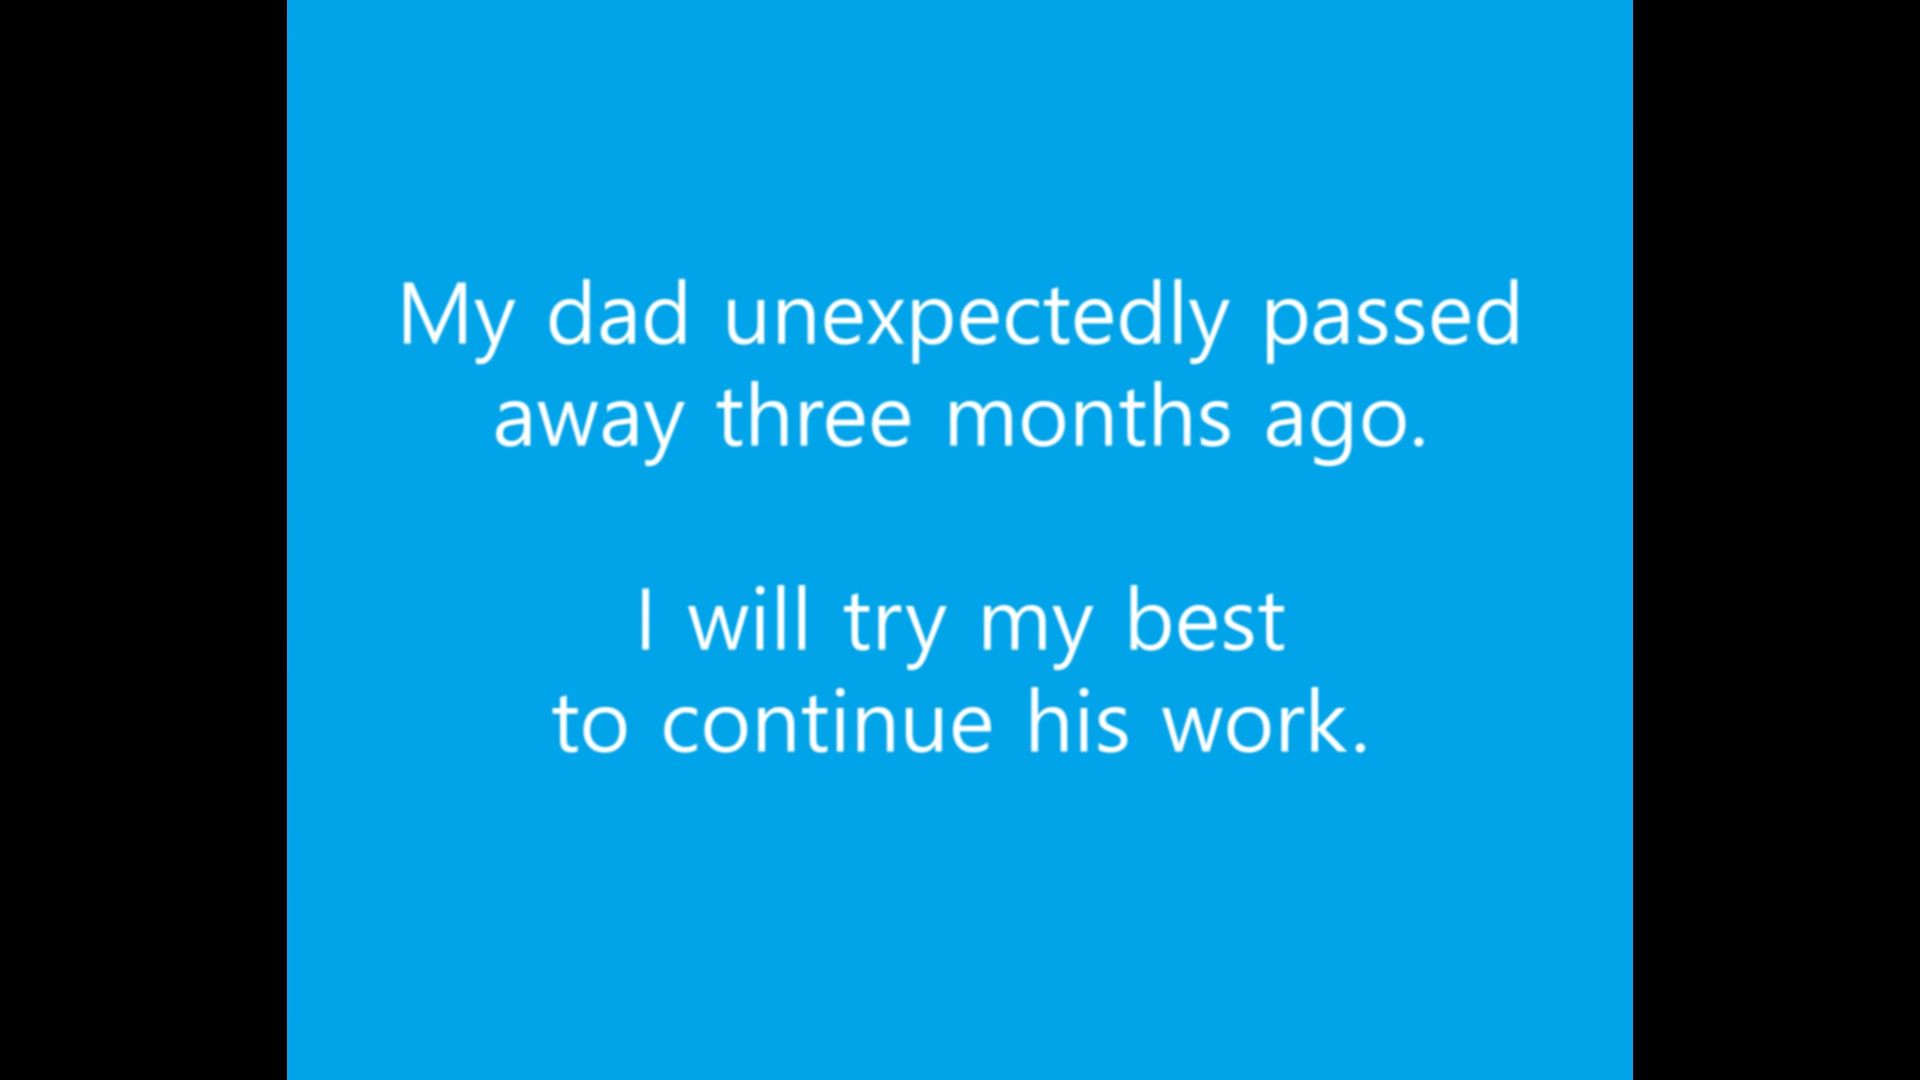 My dad unexpectedly passed
away three months ago.
I will try my best
to continue his work.